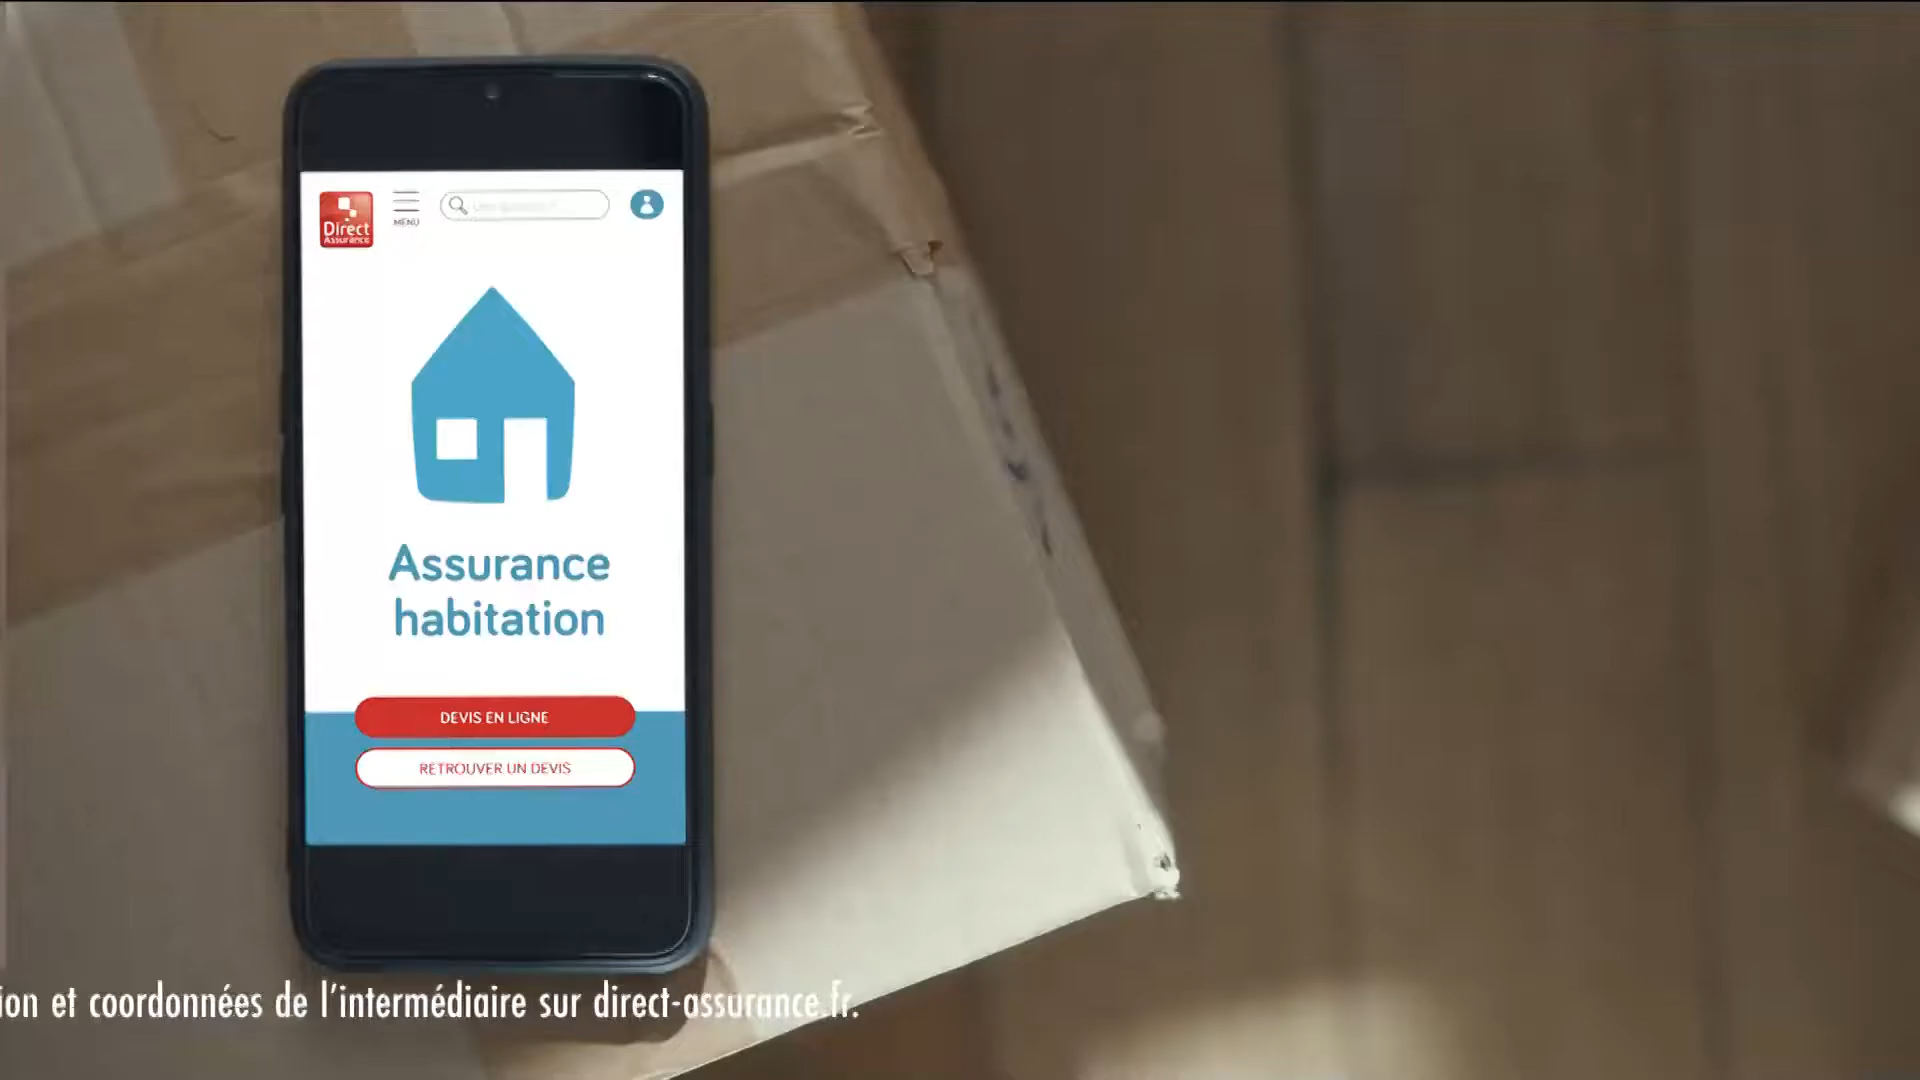 Direct
Assurance
MENU
Assurance
habitation
DEVIS EN LIGNE
RETROUVER UN DEVIS
ion et coordonnées de l'intermédiaire sur direct-assurance.fr.